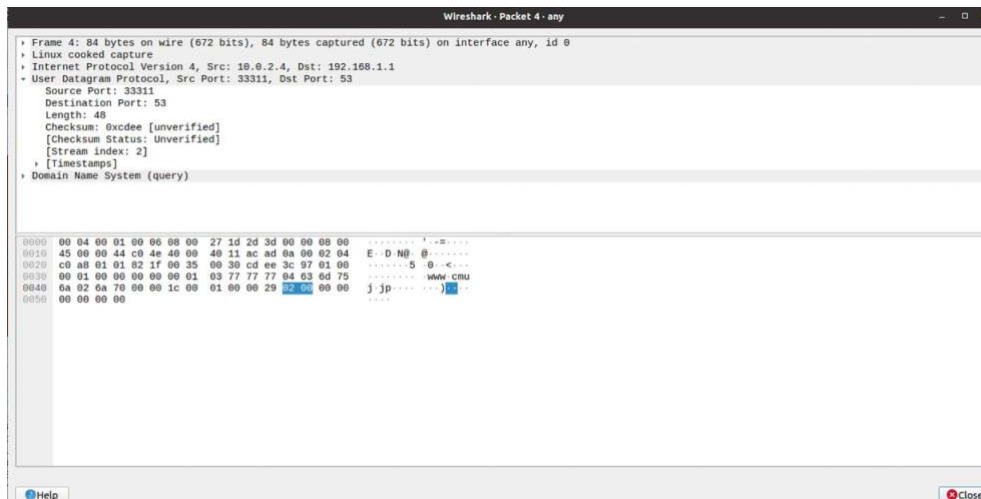 Wireshark · Packet 4 · any
Frame 4: 84 bytes on wire (672 bits), 84 bytes captured (672 bits) on interface any, id 0
Linux cooked capture
Internet Protocol Version 4, Src: 10.0.2.4, Dst: 192.168.1.1
User Datagram Protocol, Src Port: 33311, Dst Port: 53
Source Port: 33311
Destination Port: 53
Length: 48
Checksum: 0xcdee [unverified]
[Checksum Status: Unverified]
[Stream index: 2]
[Timestamps]
Domain Name System (query)
0000 00 04 00 01 00 06 08 00 27 1d 2d 3d 00 00 08 00 ········ '·-=····
0010 45 00 00 44 c0 4e 40 00 40 11 ac ad 0a 00 02 04 E··D·N@· @·······
0020 c0 a8 01 01 82 1f 00 35 00 30 cd ee 3c 97 01 00 ·······5 ·0··<···
0030 00 01 00 00 00 00 00 01 03 77 77 77 04 63 6d 75 ········ ·www·cmu
0040 6a 02 6a 70 00 00 1c 00 01 00 00 29 02 00 00 00 j·jp···· ···)····
0050 00 00 00 00 ····
Help
Close